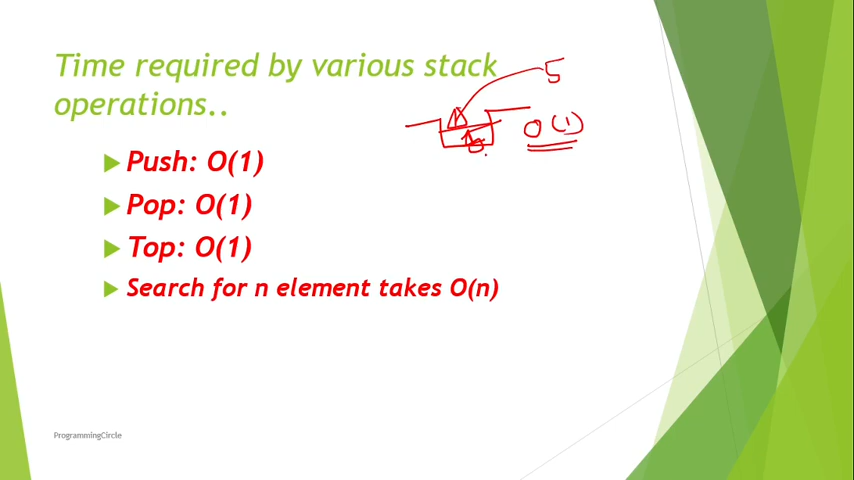 Time required by various stack
operations..
5
O(1)
Push: O(1)
Pop: O(1)
Top: O(1)
Search for n element takes O(n)
ProgrammingCircle